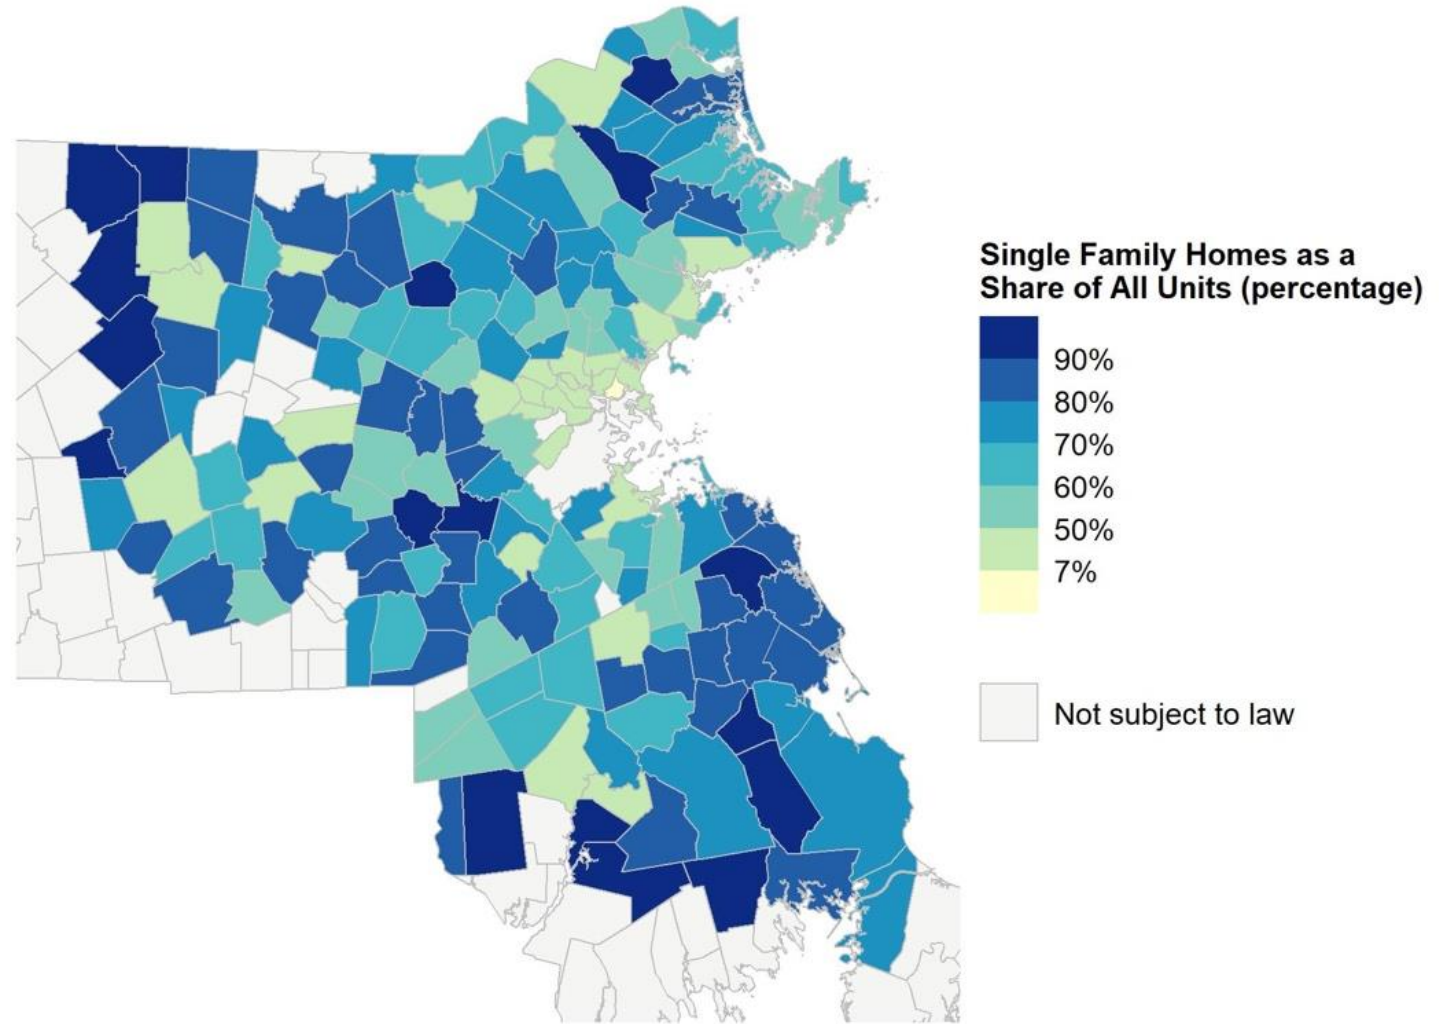 Single Family Homes as a
Share of All Units (percentage)
90%
80%
70%
60%
50%
7%
Not subject to law